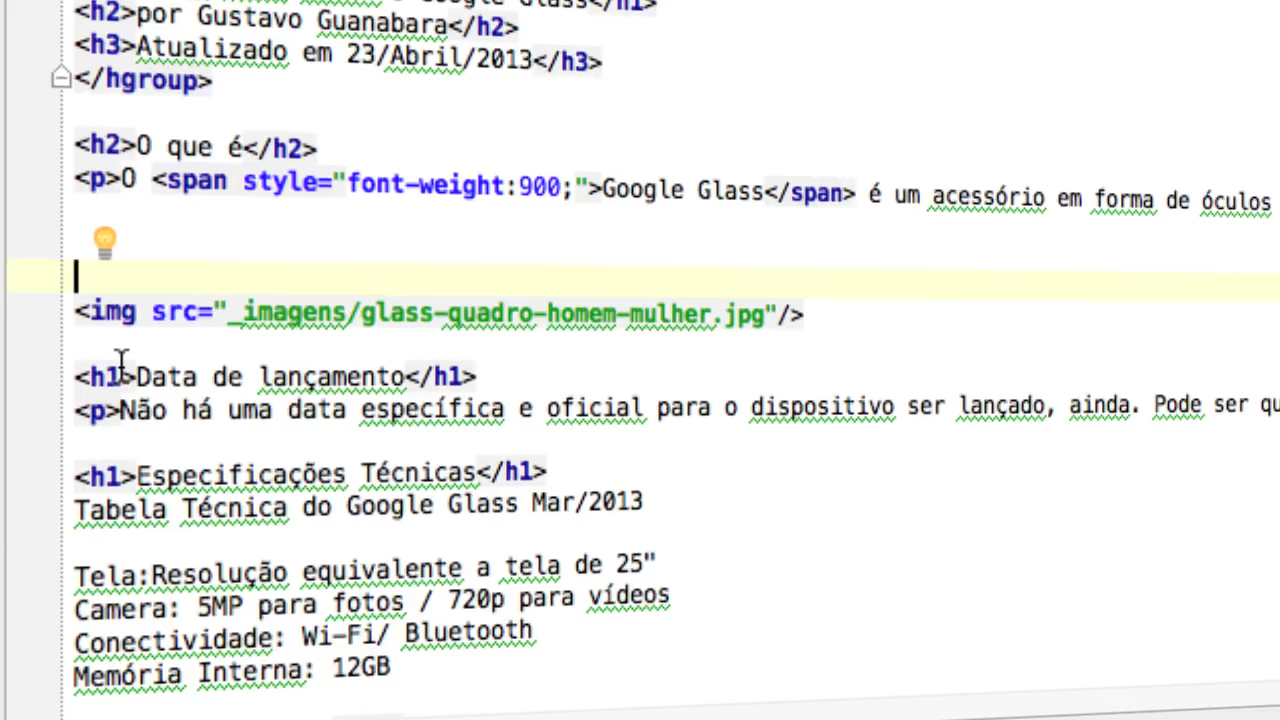 Google Glass</h1>
<h2>por Gustavo Guanabara</h2>
<h3>Atualizado em 23/Abril/2013</h3>
</hgroup>
<h2>O que é</h2>
<p>O <span style="font-weight:900;">Google Glass</span> é um acessório em forma de óculos
<img src="_imagens/glass-quadro-homem-mulher.jpg"/>
<h1>Data de lançamento</h1>
<p>Não há uma data específica e oficial para o dispositivo ser lançado, ainda. Pode ser qu
<h1>Especificações Técnicas</h1>
Tabela Técnica do Google Glass Mar/2013
Tela:Resolução equivalente a tela de 25"
Camera: 5MP para fotos / 720p para vídeos
Conectividade: Wi-Fi/ Bluetooth
Memória Interna: 12GB